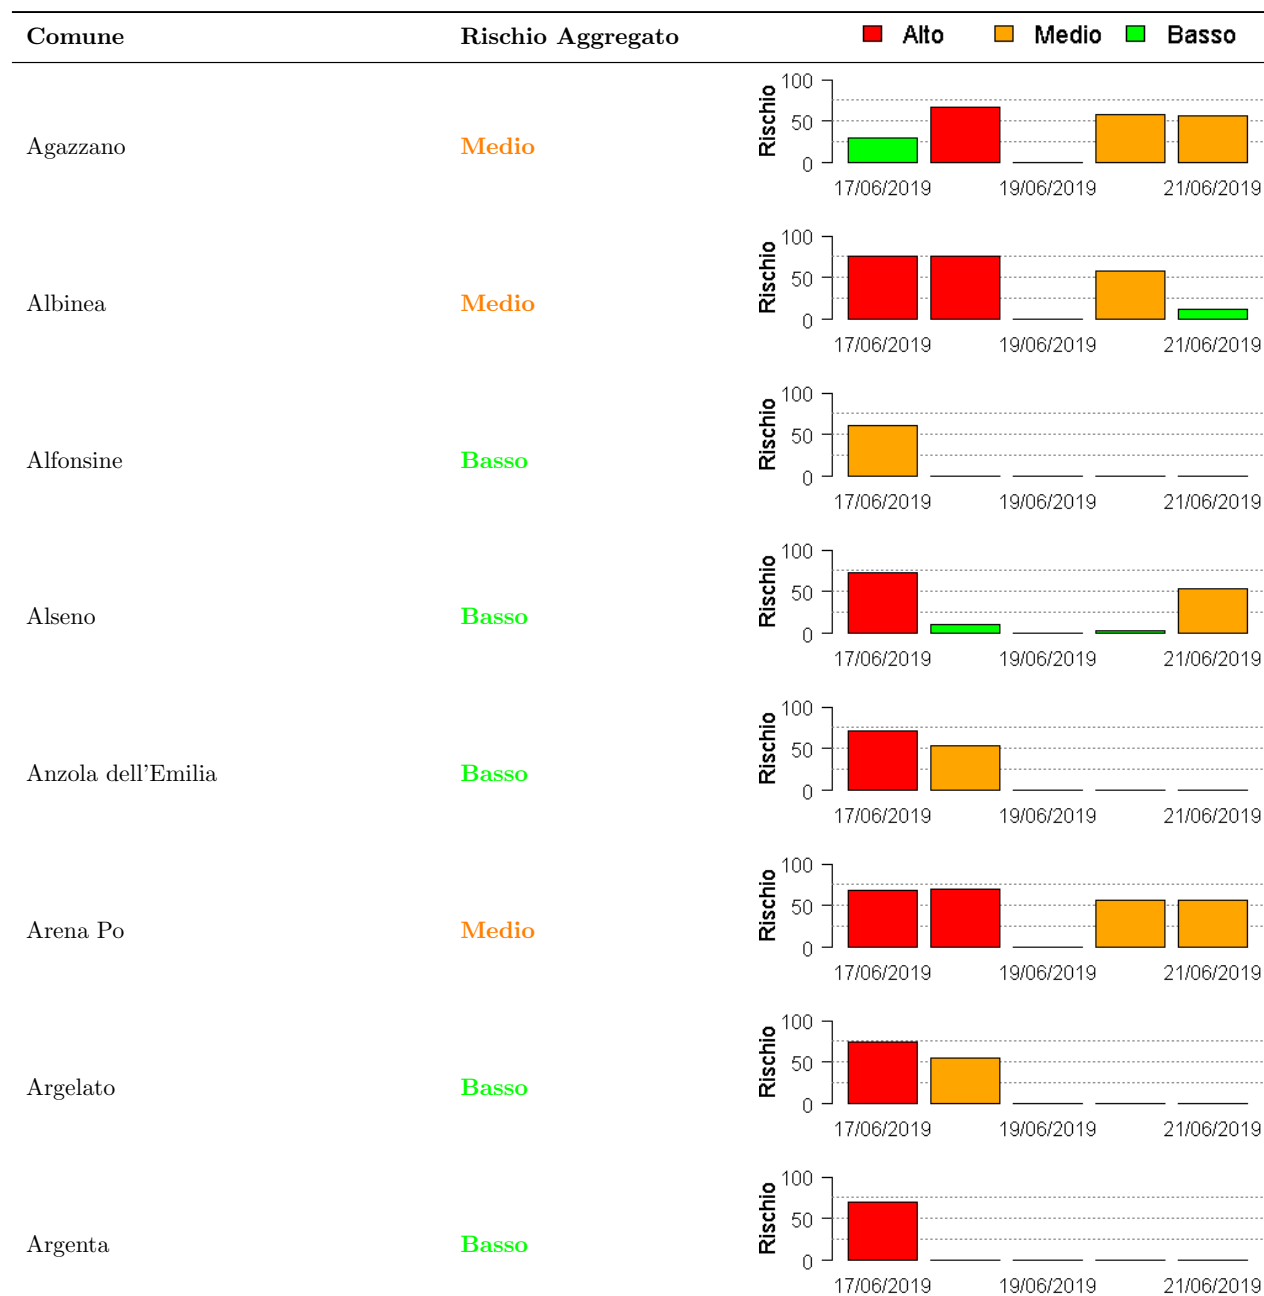 Comune Rischio Aggregato Alto Medio Basso
Agazzano Medio Rischio 100 50 0
17/06/2019 19/06/2019 21/06/2019
Albinea Medio Rischio 100 50 0
17/06/2019 19/06/2019 21/06/2019
Alfonsine Basso Rischio 100 50 0
17/06/2019 19/06/2019 21/06/2019
Alseno Basso Rischio 100 50 0
17/06/2019 19/06/2019 21/06/2019
Anzola dell'Emilia Basso Rischio 100 50 0
17/06/2019 19/06/2019 21/06/2019
Arena Po Medio Rischio 100 50 0
17/06/2019 19/06/2019 21/06/2019
Argelato Basso Rischio 100 50 0
17/06/2019 19/06/2019 21/06/2019
Argenta Basso Rischio 100 50 0
17/06/2019 19/06/2019 21/06/2019